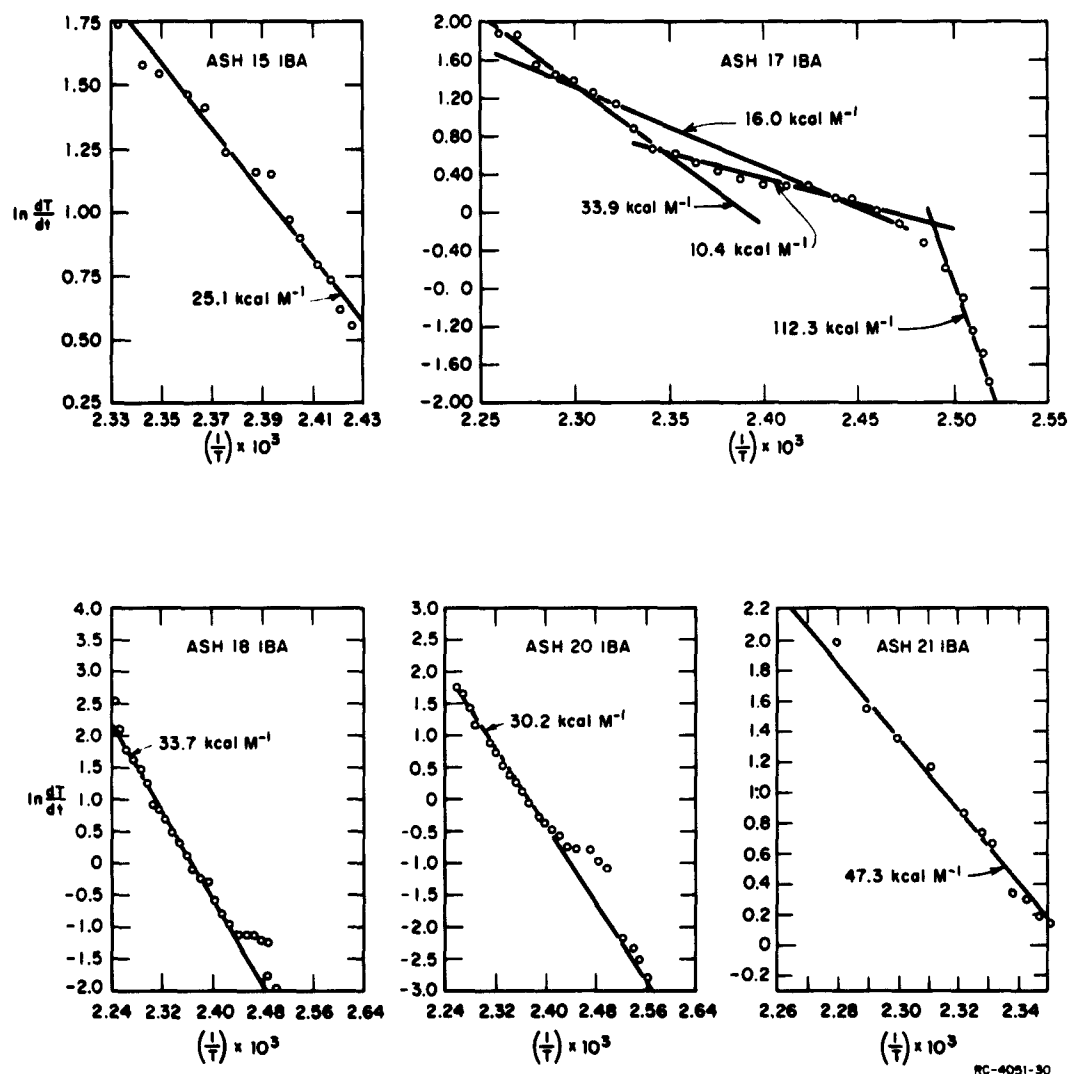 ASH 15 IBA
1.75
1.50
1.25
1.00
0.75
0.50
0.25
ln dT/dt
25.1 kcal M⁻¹
2.33 2.35 2.37 2.39 2.41 2.43
(1/T) × 10³
ASH 17 IBA
2.00
1.60
1.20
0.80
0.40
0
-0.40
-0. 0
-1.20
-1.60
-2.00
16.0 kcal M⁻¹
33.9 kcal M⁻¹
10.4 kcal M⁻¹
112.3 kcal M⁻¹
2.25 2.30 2.35 2.40 2.45 2.50 2.55
(1/T) × 10³
ASH 18 IBA
4.0
3.5
3.0
2.5
2.0
1.5
1.0
0.5
0
-0.5
-1.0
-1.5
-2.0
ln dT/dt
33.7 kcal M⁻¹
2.24 2.32 2.40 2.48 2.56 2.64
(1/T) × 10³
ASH 20 IBA
3.0
2.5
2.0
1.5
1.0
0.5
0
-0.5
-1.0
-1.5
-2.0
-2.5
-3.0
30.2 kcal M⁻¹
2.24 2.32 2.40 2.48 2.56 2.64
(1/T) × 10³
ASH 21 IBA
2.2
2.0
1.8
1.6
1.4
1.2
1.0
0.8
0.6
0.4
0.2
0
-0.2
47.3 kcal M⁻¹
2.26 2.28 2.30 2.32 2.34
(1/T) × 10³
RC-4051-30